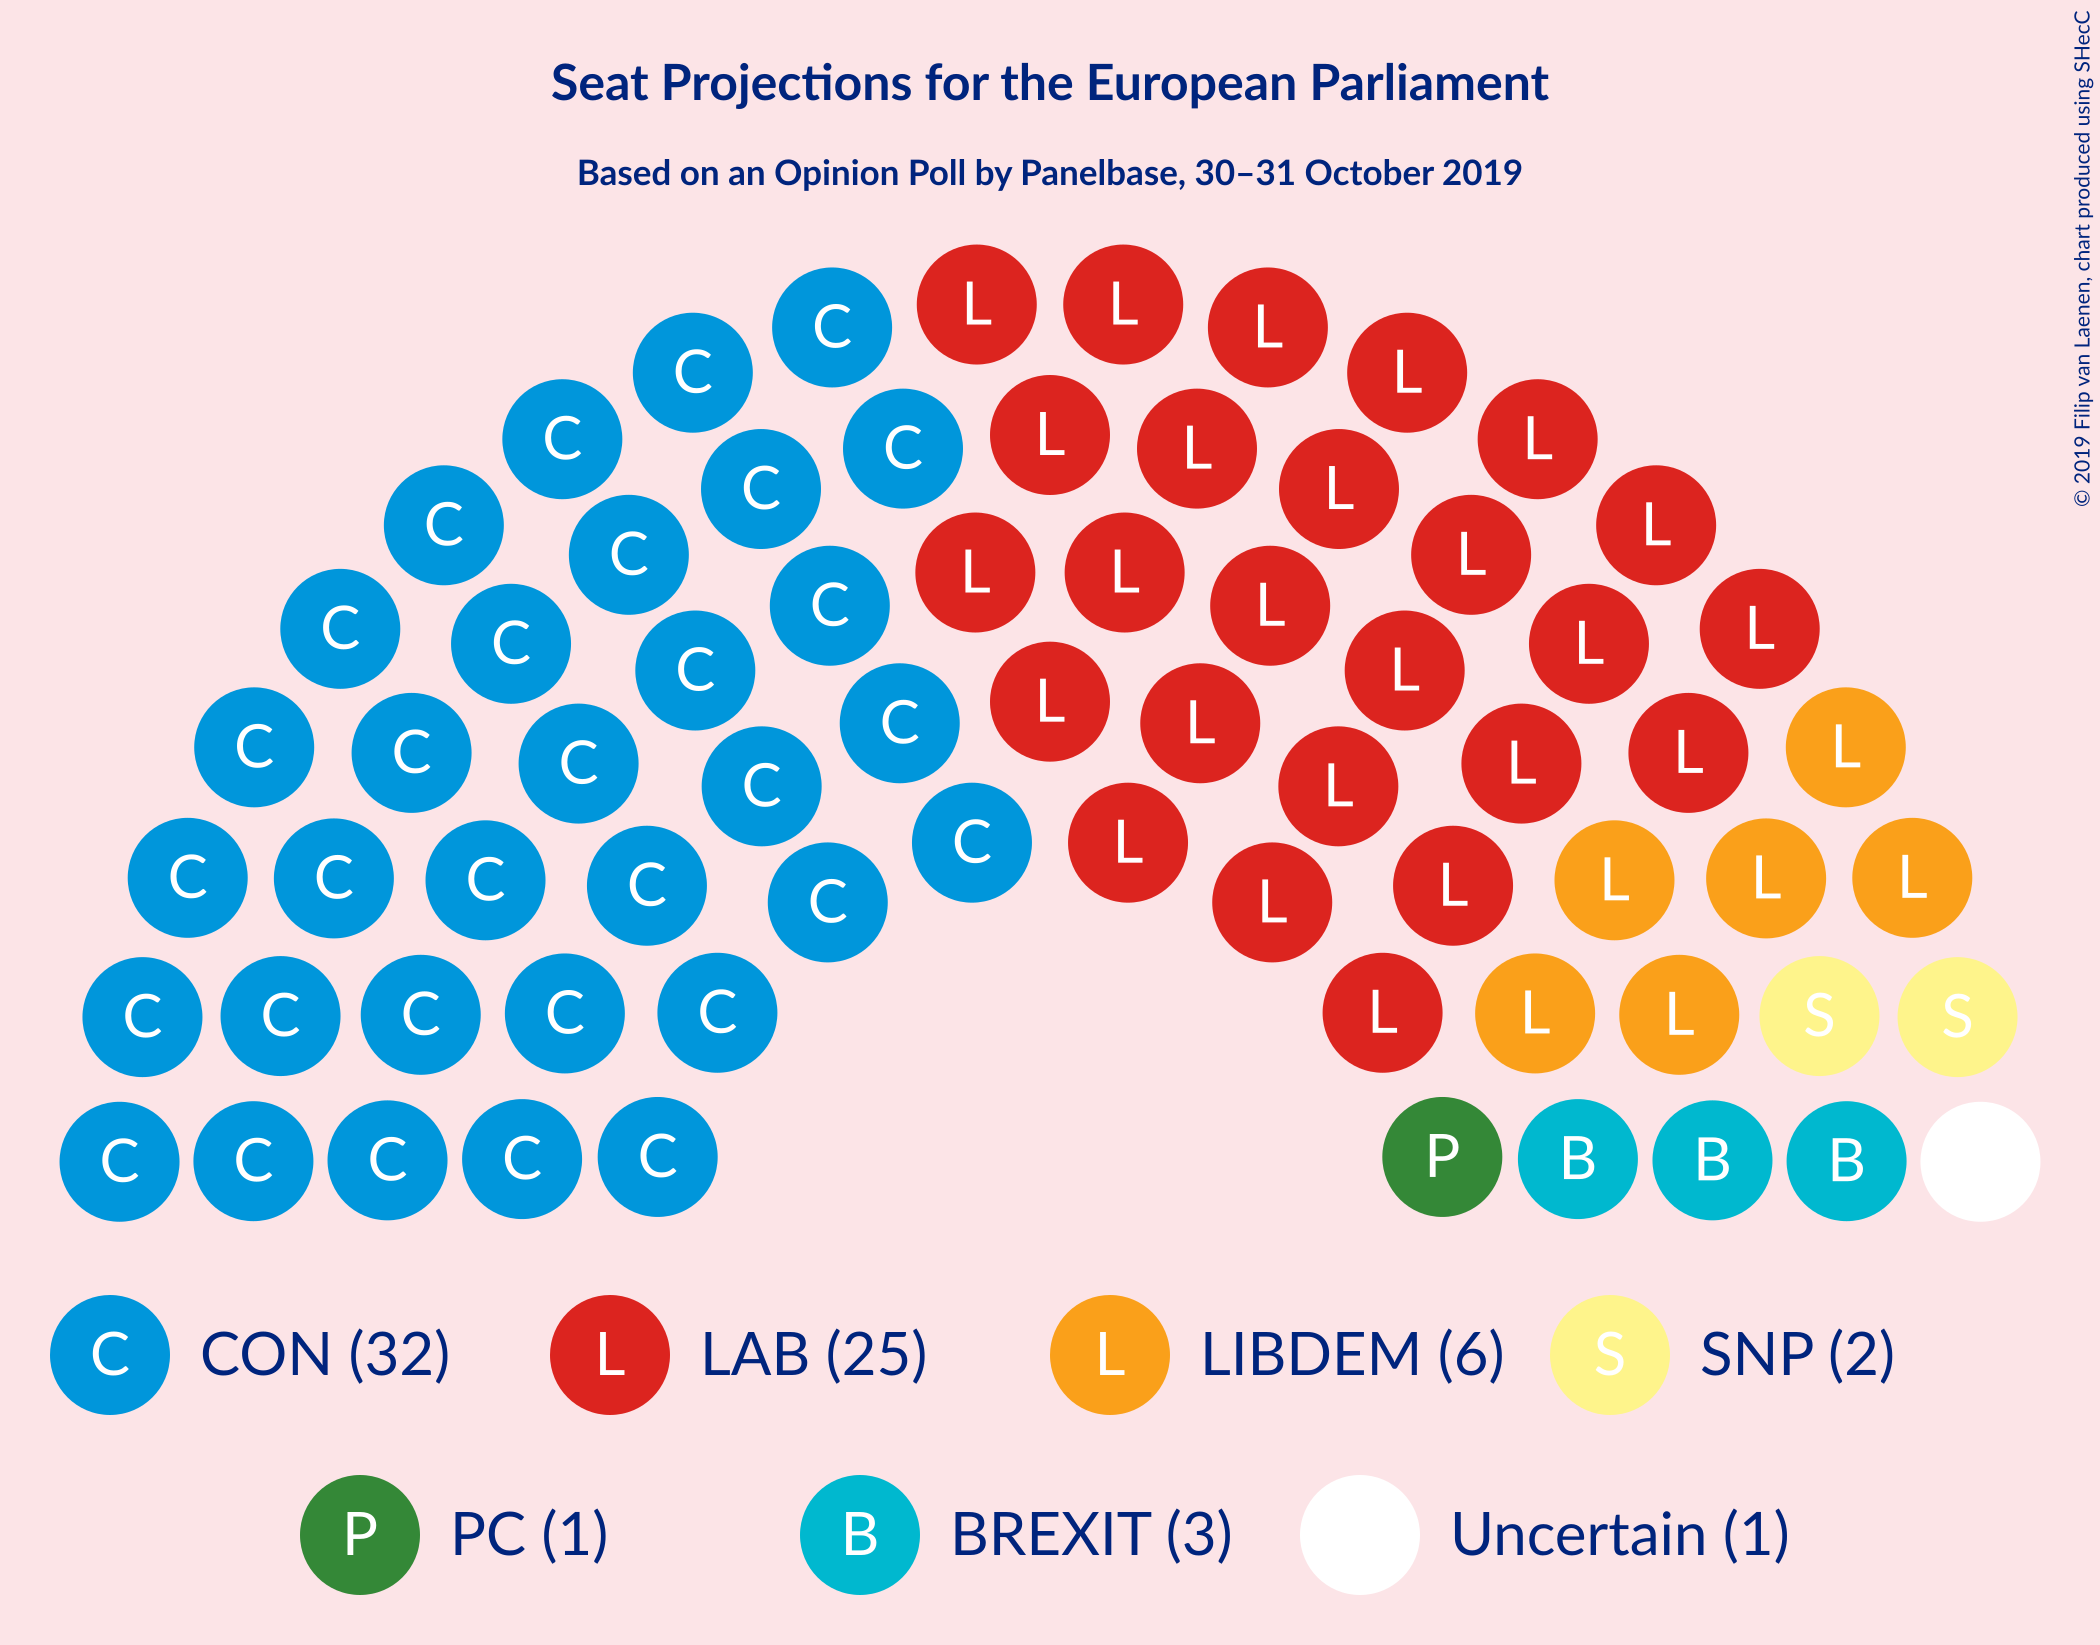 Seat Projections for the European Parliament
Based on an Opinion Poll by Panelbase, 30–31 October 2019
© 2019 Filip van Laenen, chart produced using SHecC
C L L
C L
C L
C L
C L
C L L
C L
C L
C L
C L L
C L
C L
C L
C L
C L
C L
C L
C L
C L
C L
C L
C L
C C C C L L L L
C L
C C C C L L L S S
C C C C C P B B B
C CON (32) L LAB (25) L LIBDEM (6) S SNP (2)
P PC (1) B BREXIT (3) Uncertain (1)